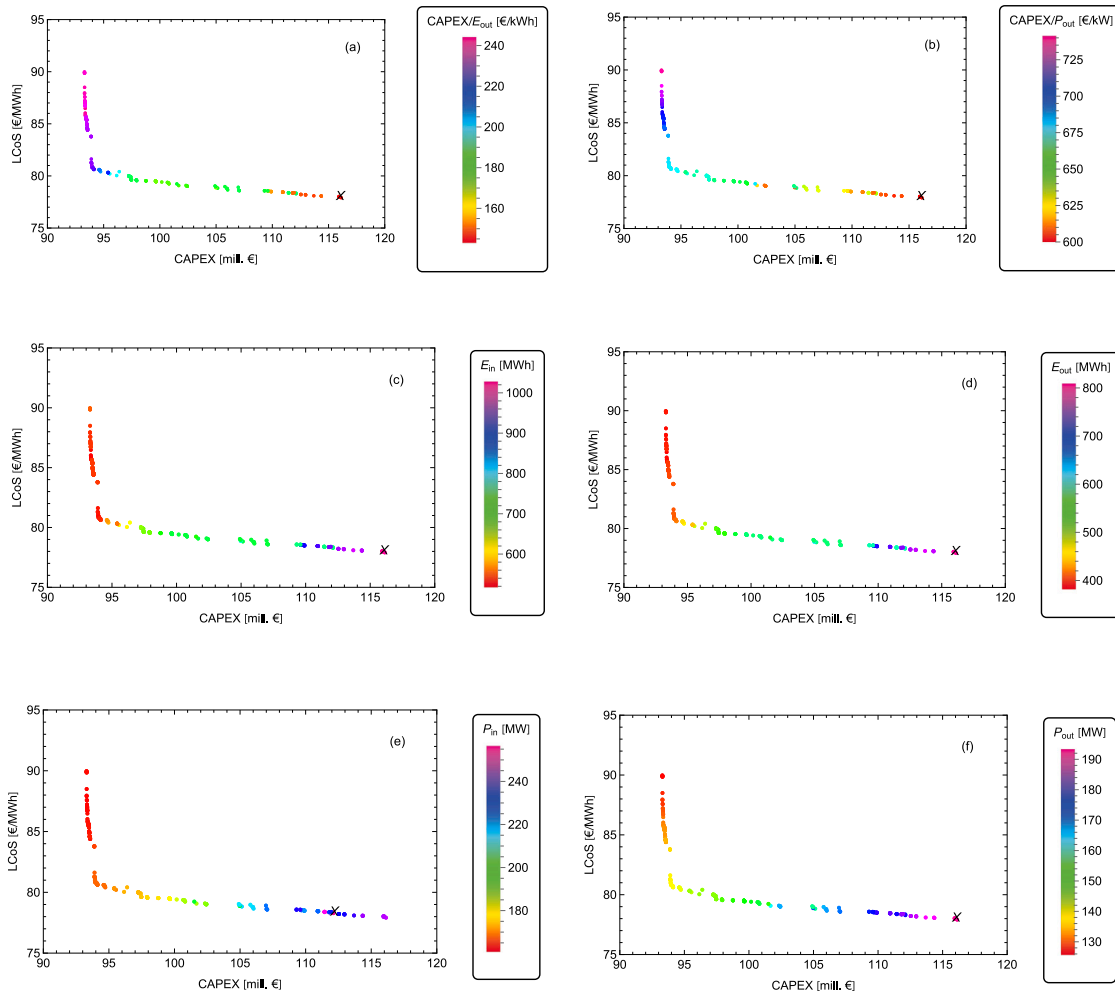 CAPEX/Eout [€/kWh]
(a)
95
90
85
80
75
90 95 100 105 110 115 120
LCoS [€/MWh]
CAPEX [mill. €]
240
220
200
180
160
CAPEX/Pout [€/kW]
(b)
95
90
85
80
75
90 95 100 105 110 115 120
LCoS [€/MWh]
CAPEX [mill. €]
725
700
675
650
625
600
Ein [MWh]
(c)
95
90
85
80
75
90 95 100 105 110 115 120
LCoS [€/MWh]
CAPEX [mill. €]
1000
900
800
700
600
Eout [MWh]
(d)
95
90
85
80
75
90 95 100 105 110 115 120
LCoS [€/MWh]
CAPEX [mill. €]
800
700
600
500
400
Pin [MW]
(e)
95
90
85
80
75
90 95 100 105 110 115 120
LCoS [€/MWh]
CAPEX [mill. €]
240
220
200
180
Pout [MW]
(f)
95
90
85
80
75
90 95 100 105 110 115 120
LCoS [€/MWh]
CAPEX [mill. €]
190
180
170
160
150
140
130